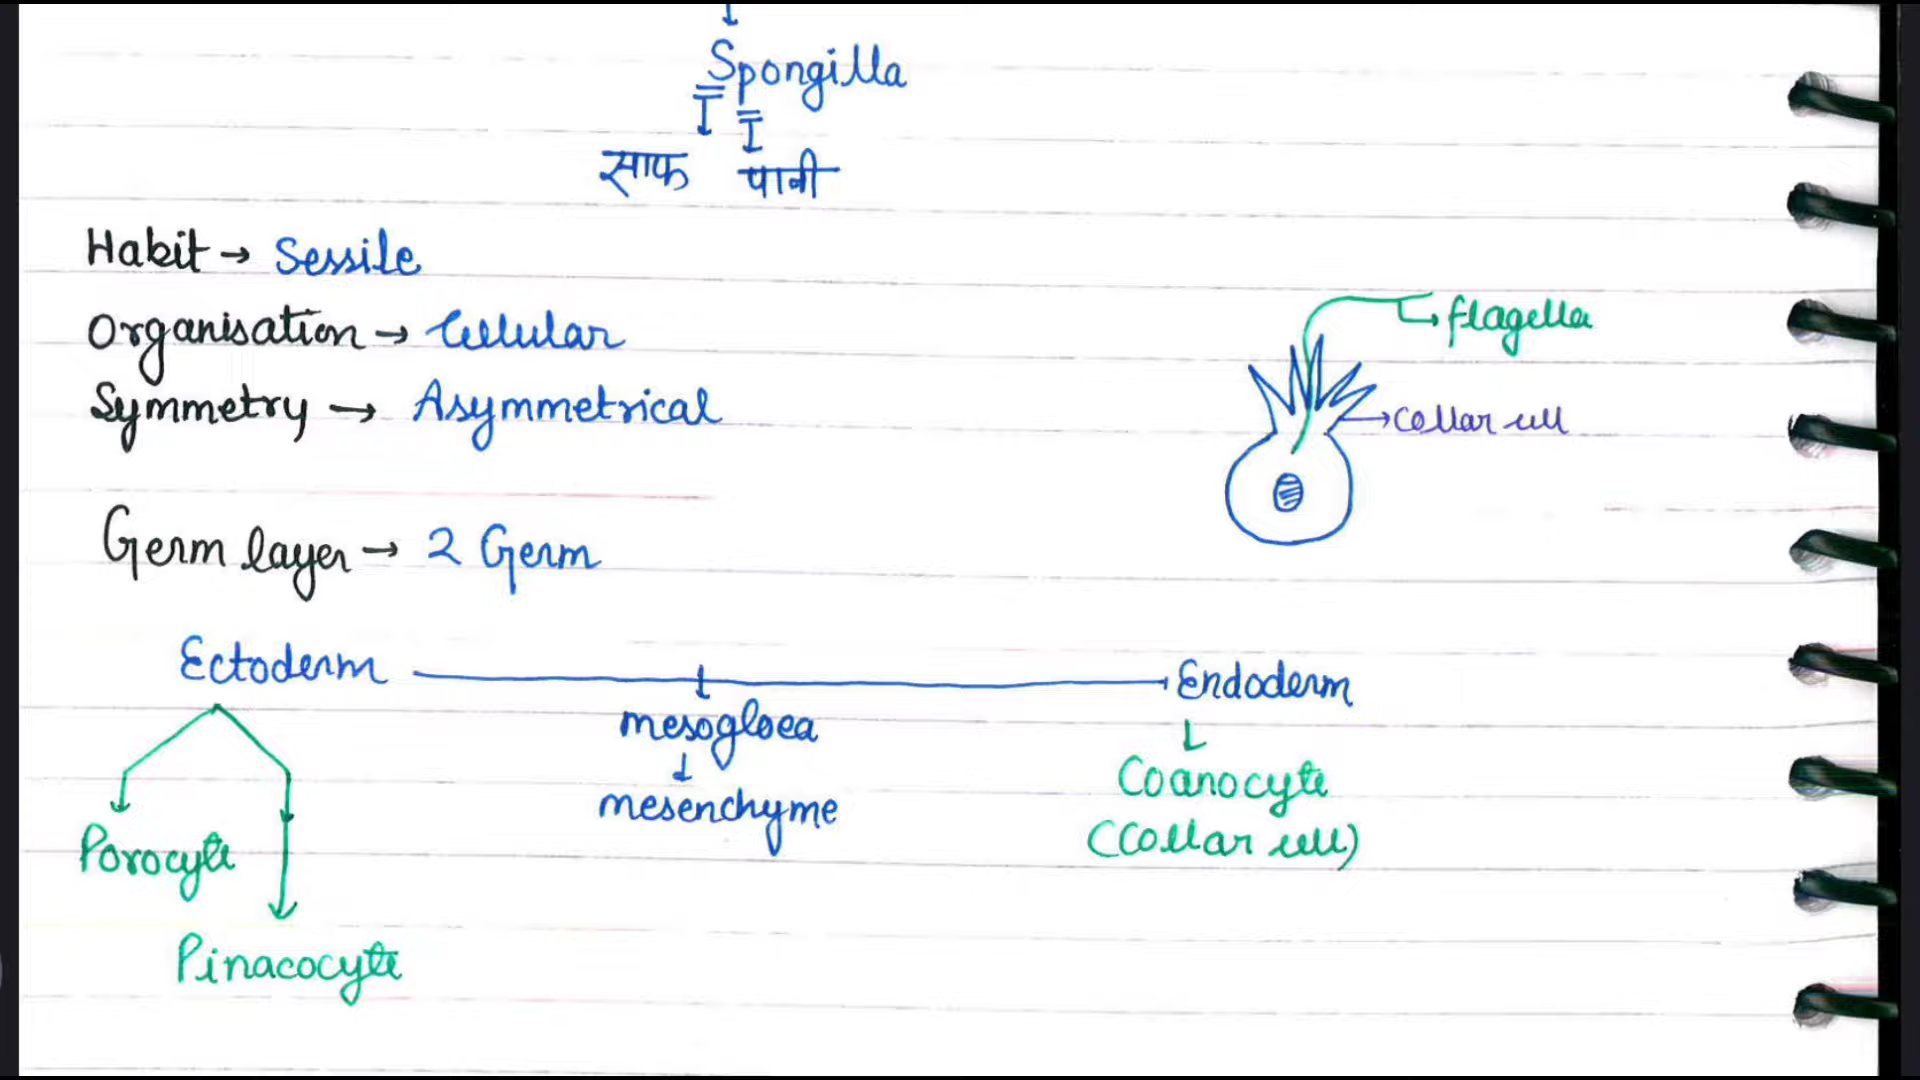 Spongilla
साफ पानी
Habit → Sessile
Organisation → Cellular
flagella
Symmetry → Asymmetrical
Collar cell
Germ layer → 2 Germ
Ectoderm
Endoderm
mesogloea
Coanocyte
mesenchyme
(Collar cell)
Porocyte
Pinacocyte